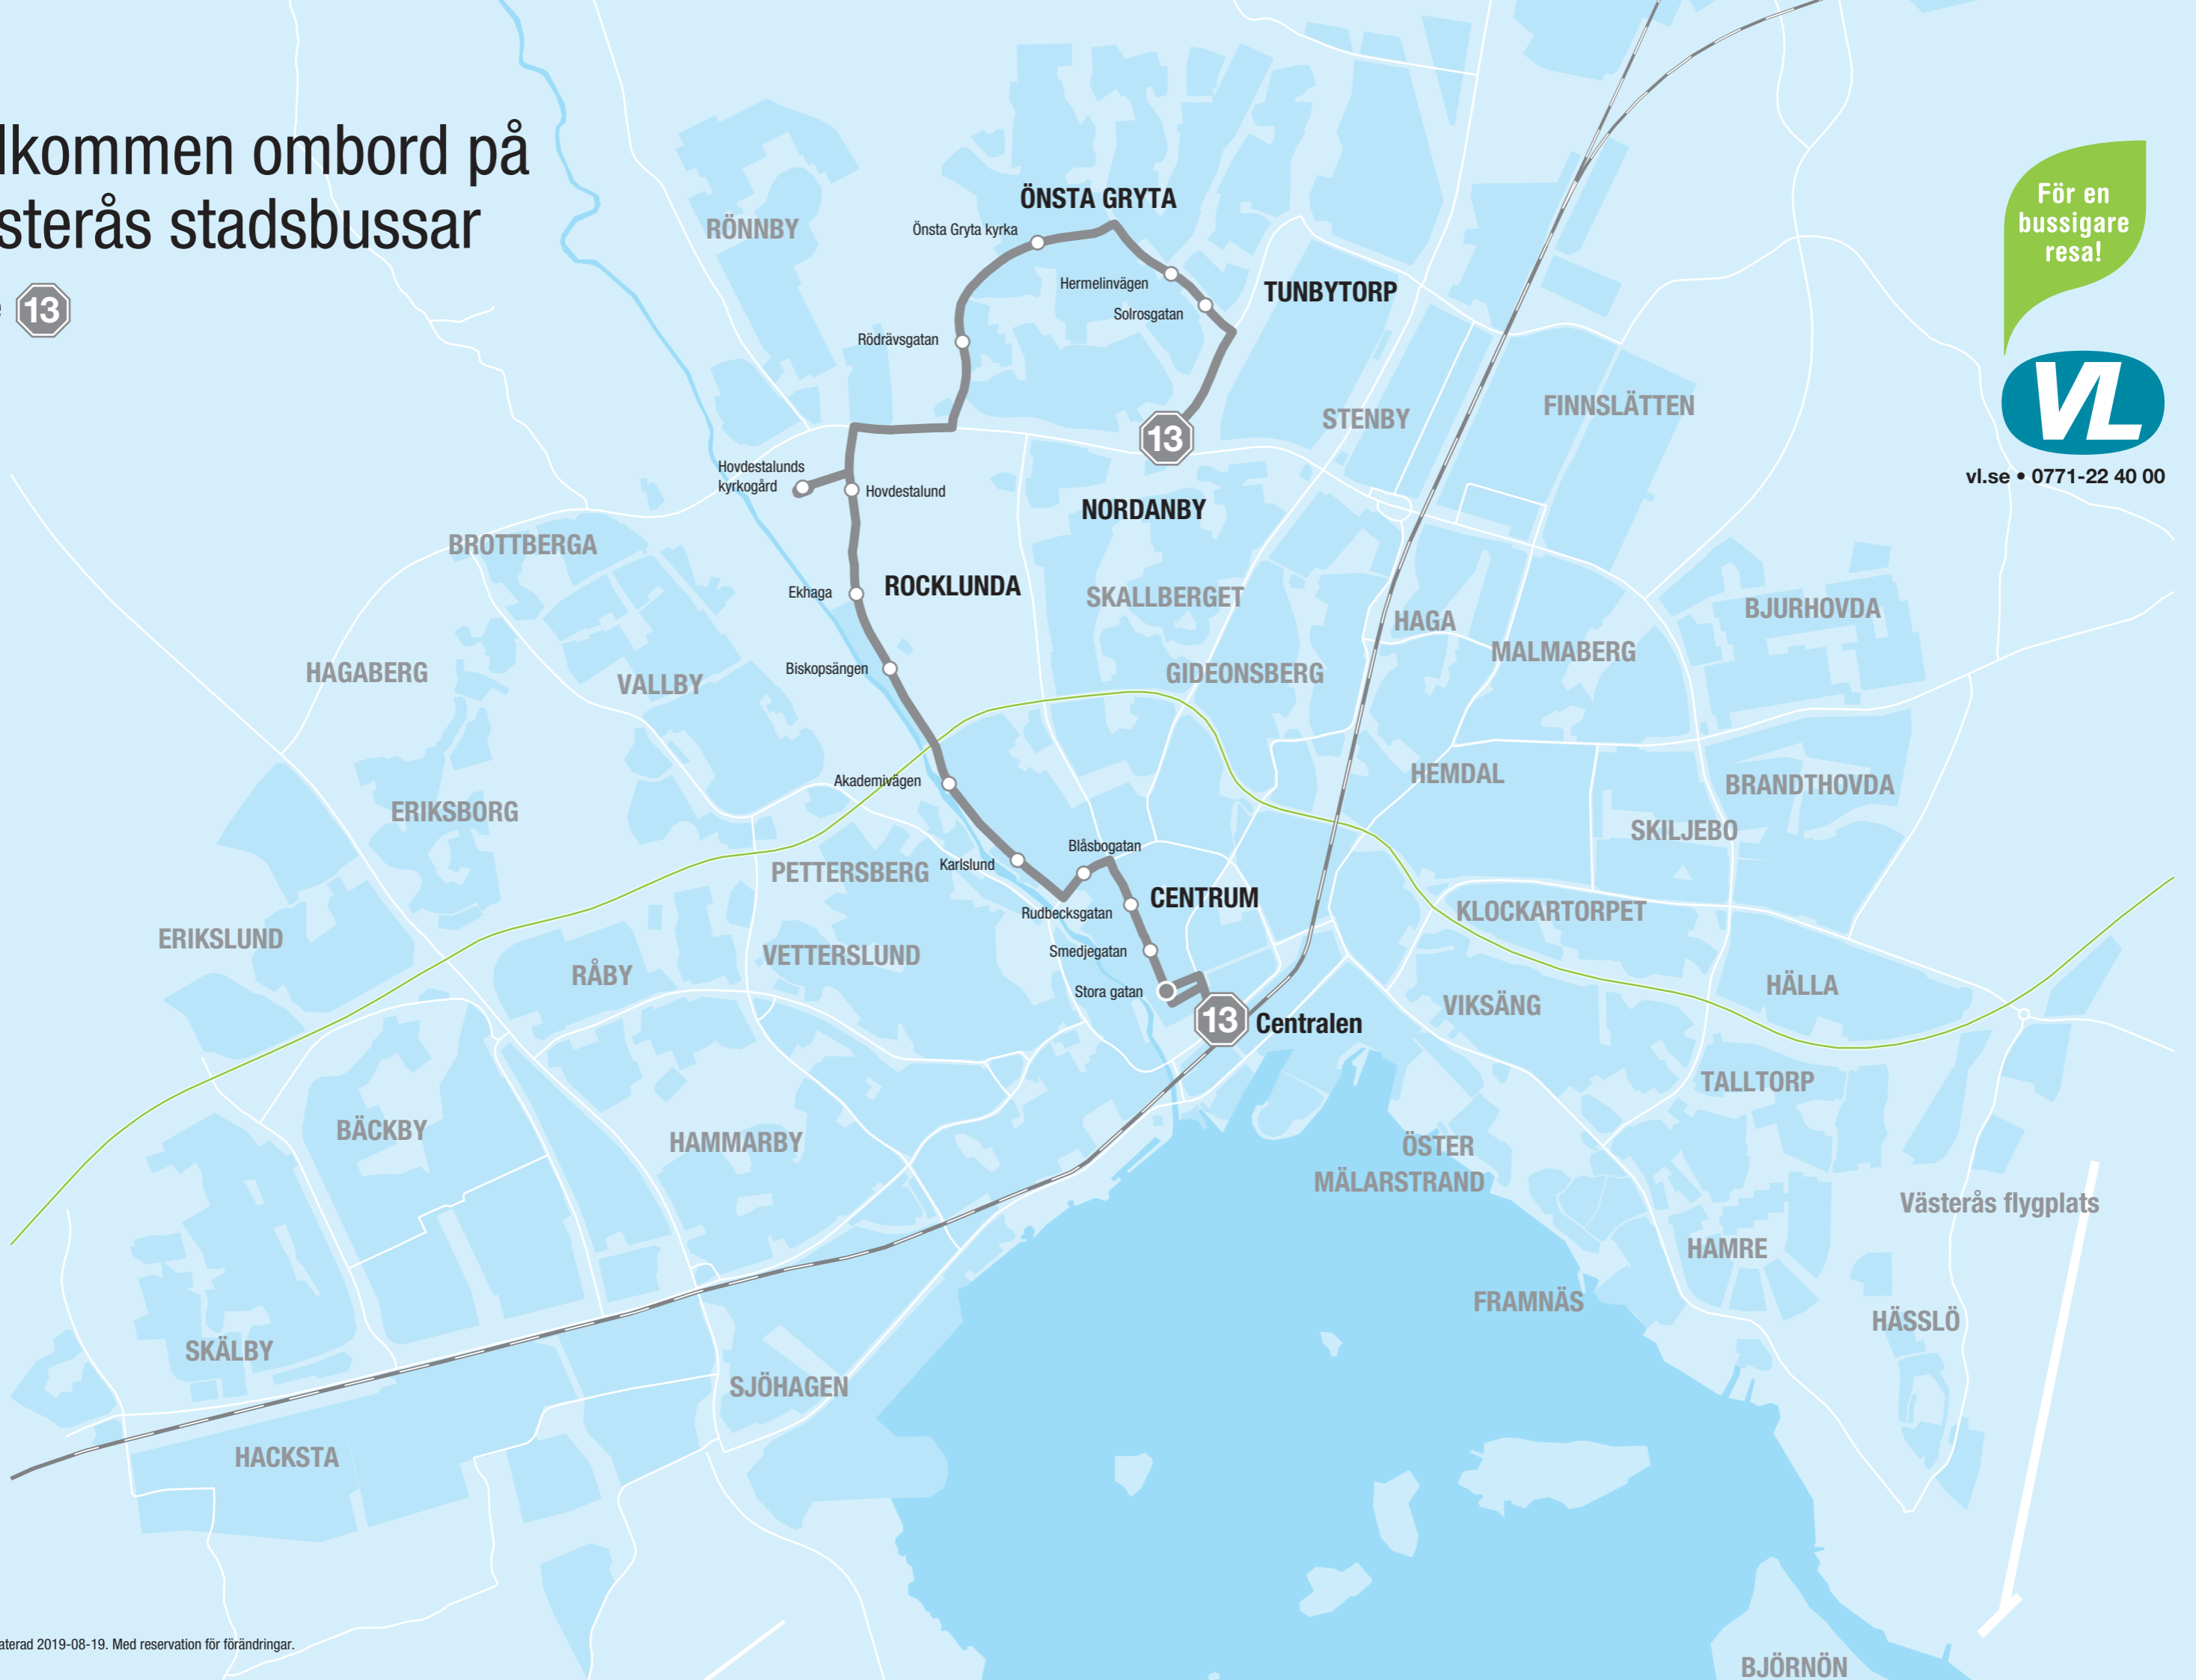 lkommen ombord på
sterås stadsbussar
13
För en
bussigare
resa!
VL
vl.se • 0771-22 40 00
ÖNSTA GRYTA
RÖNNBY
Önsta Gryta kyrka
Hermelinvägen
TUNBYTORP
Solrosgatan
Rödrävsgatan
STENBY
FINNSLÄTTEN
13
Hovdestalunds
kyrkogård
Hovdestalund
NORDANBY
BROTTBERGA
ROCKLUNDA
Ekhaga
SKALLBERGET
HAGA
BJURHOVDA
MALMABERG
HAGABERG
VALLBY
Biskopsängen
GIDEONSBERG
HEMDAL
Akademivägen
BRANDTHOVDA
ERIKSBORG
SKILJEBO
Blåsbogatan
PETTERSBERG
Karlslund
CENTRUM
Rudbecksgatan
KLOCKARTORPET
ERIKSLUND
VETTERSLUND
Smedjegatan
RÅBY
HÄLLA
Stora gatan
VIKSÄNG
13
Centralen
TALLTORP
BÄCKBY
HAMMARBY
ÖSTER
MÄLARSTRAND
Västerås flygplats
HAMRE
FRAMNÄS
HÄSSLÖ
SKÄLBY
SJÖHAGEN
HACKSTA
aterad 2019-08-19. Med reservation för förändringar.
BJÖRNÖN